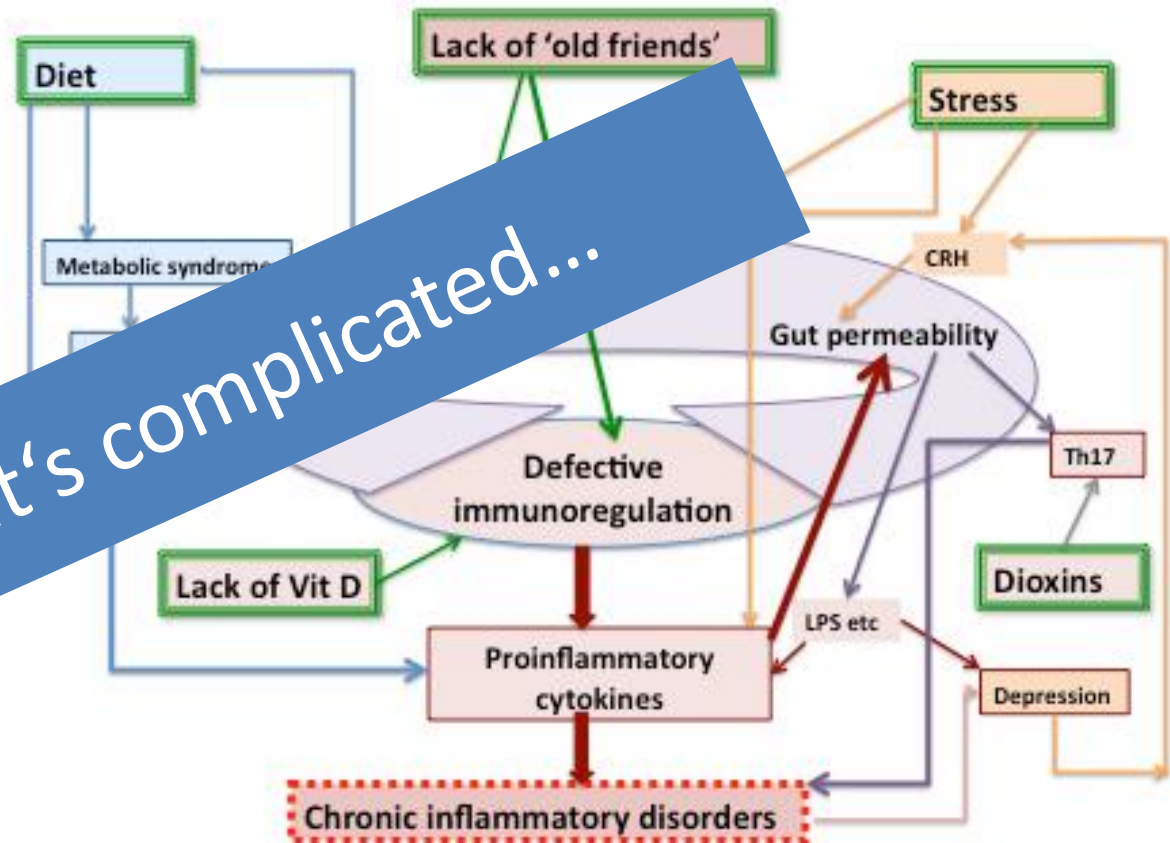 Lack of ‘old friends’
Diet
Stress
Metabolic syndrome
CRH
t‘s complicated...
Gut permeability
Defective
immunoregulation
Th17
Lack of Vit D
Dioxins
LPS etc
Proinflammatory
cytokines
Depression
Chronic inflammatory disorders